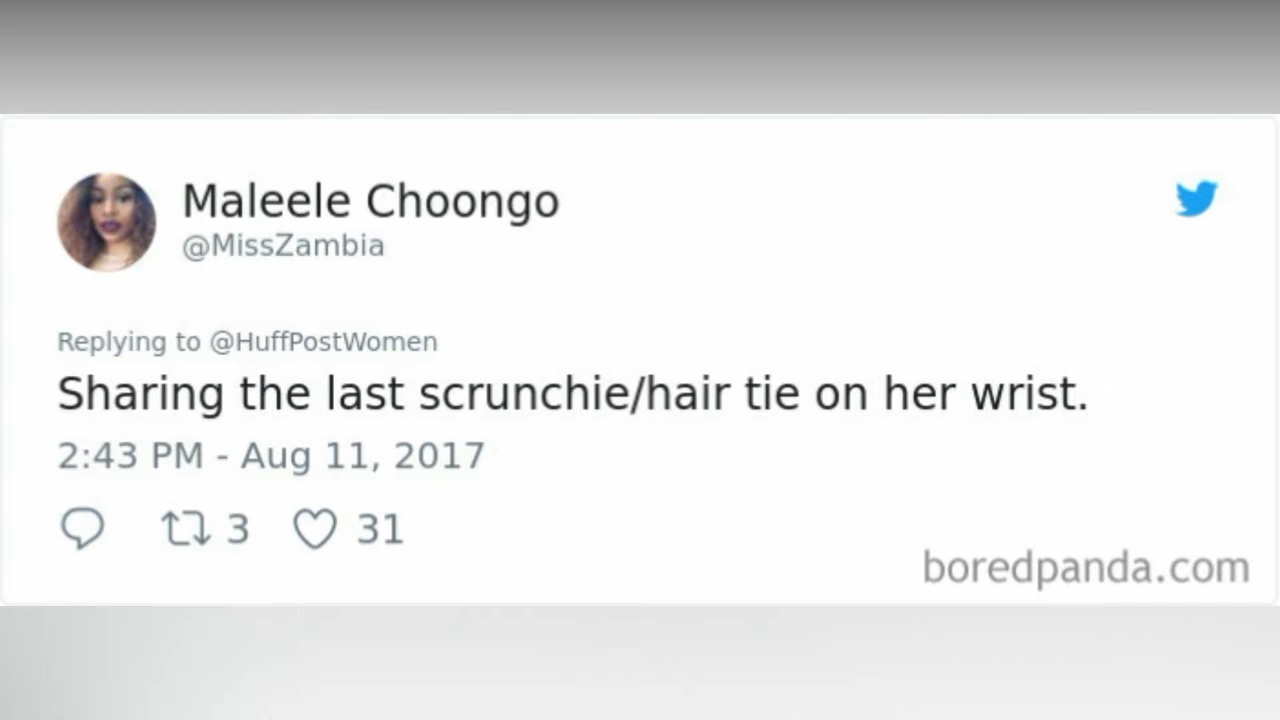 Maleele Choongo
@MissZambia
Replying to @HuffPostWomen
Sharing the last scrunchie/hair tie on her wrist.
2:43 PM - Aug 11, 2017
3 31
boredpanda.com